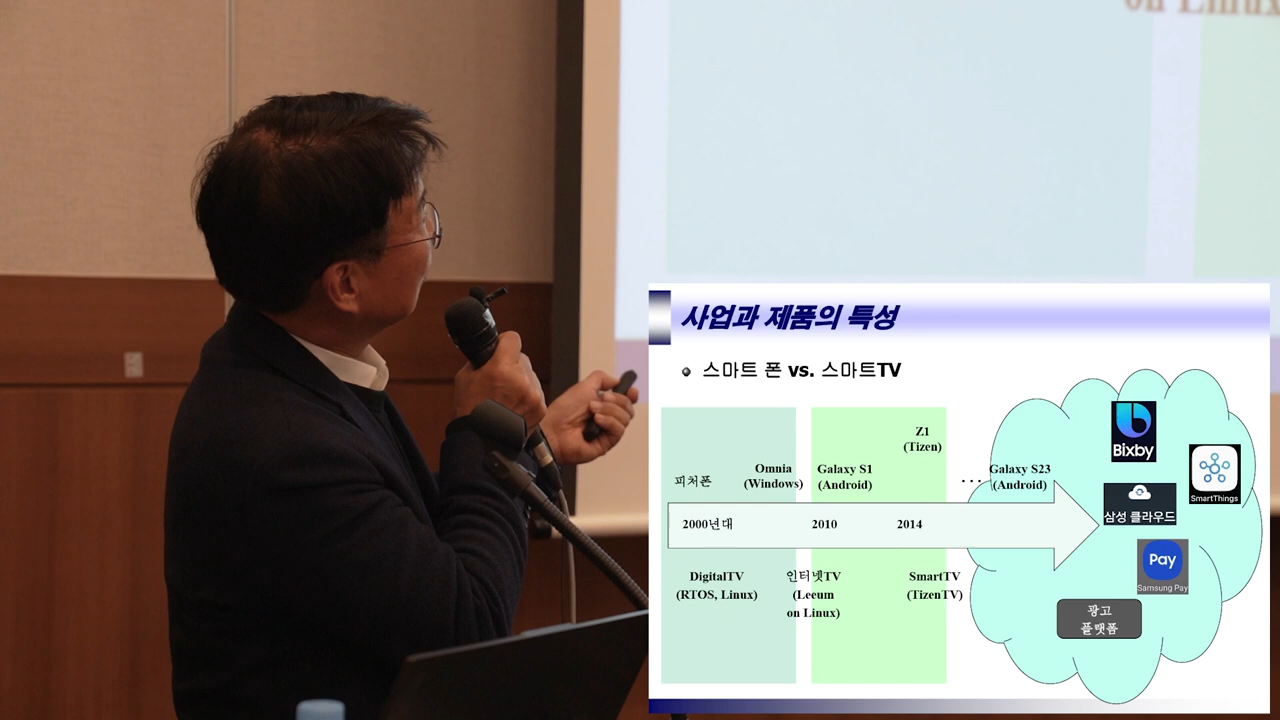 on Linux
사업과 제품의 특성
스마트 폰 vs. 스마트TV
Z1
(Tizen)
피처폰
Omnia
(Windows)
Galaxy S1
(Android)
...
Galaxy S23
(Android)
2000년대
2010
2014
DigitalTV
(RTOS, Linux)
인터넷TV
(Leeum
on Linux)
SmartTV
(TizenTV)
Bixby
SmartThings
삼성 클라우드
Pay
Samsung Pay
광고
플랫폼